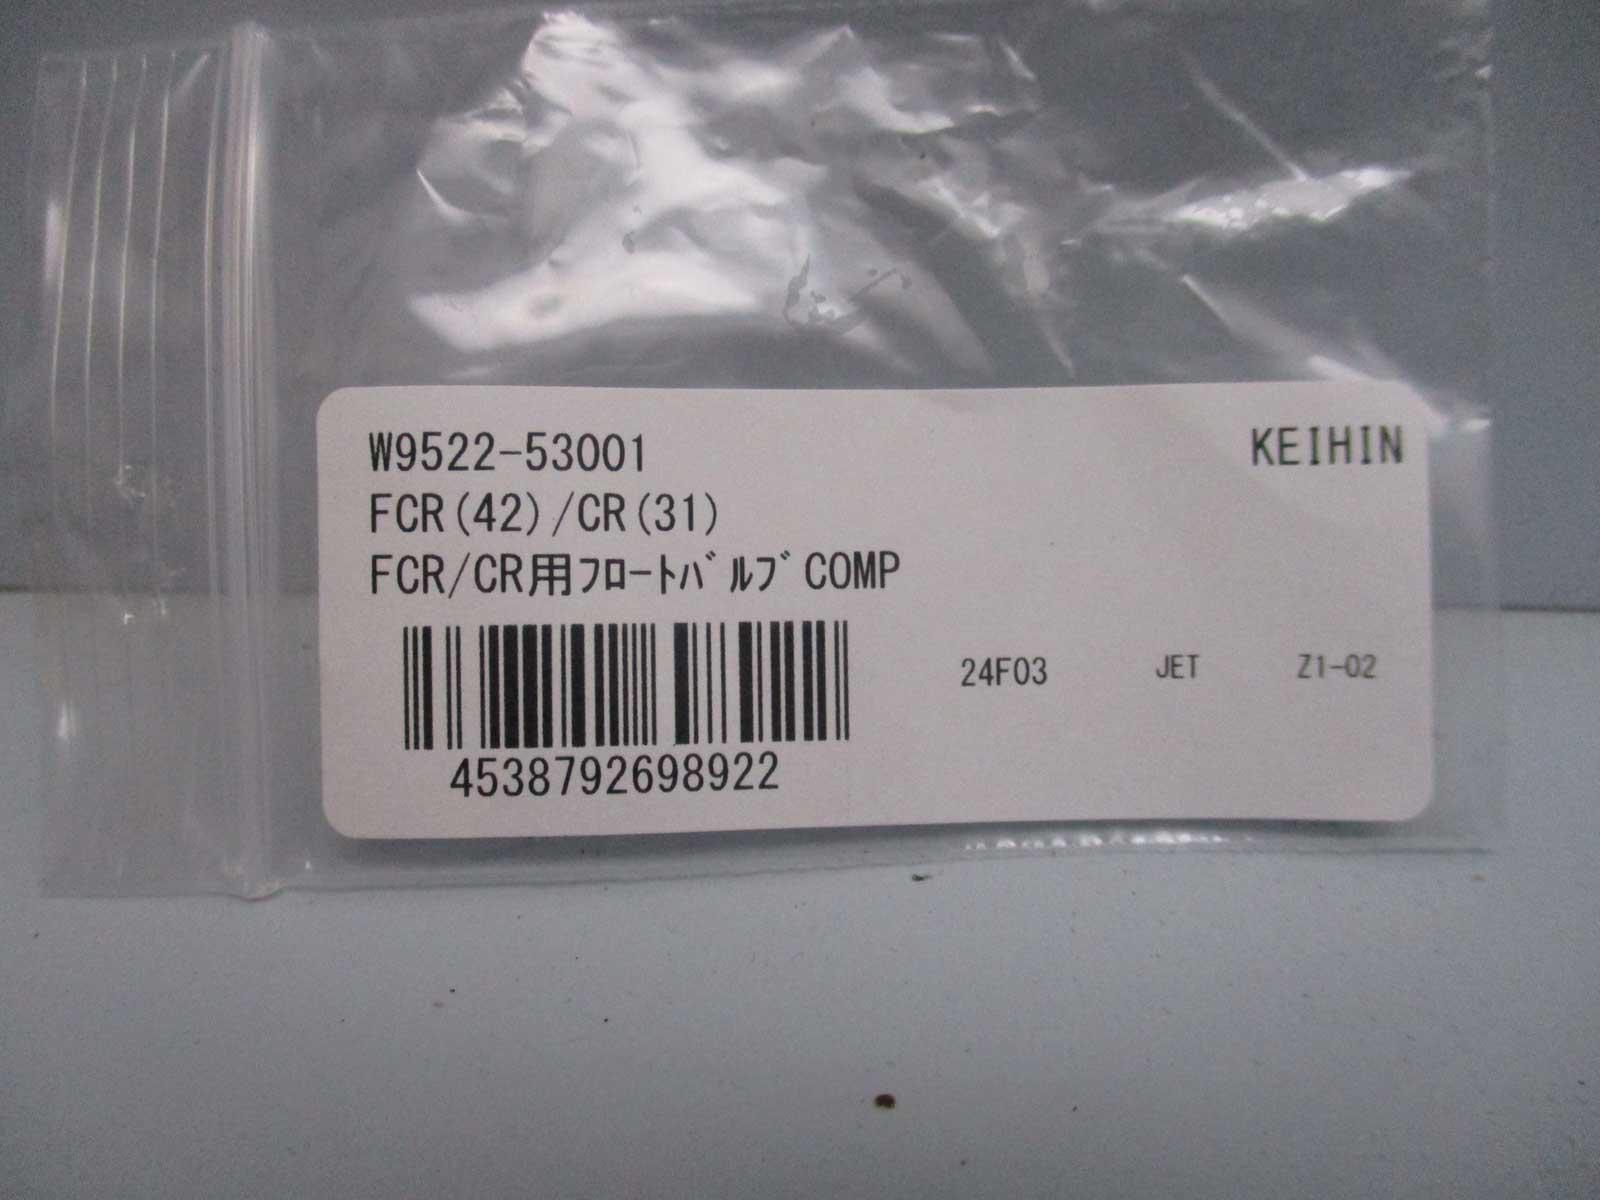 W9522-53001 KEIHIN
FCR(42)/CR(31)
FCR/CR用ﾌﾛｰﾄﾊﾞﾙﾌﾞCOMP
24F03 JET Z1-02
4538792698922